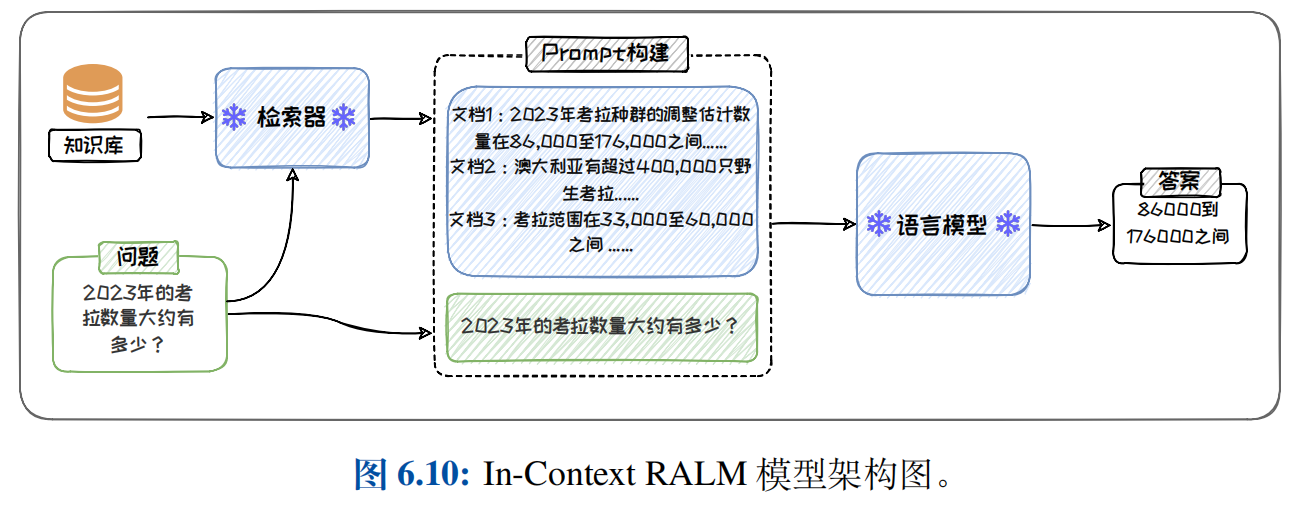 Prompt构建
知识库
检索器
文档1：2023年考拉种群的调整估计数
量在86,000至176,000之间……
文档2：澳大利亚有超过400,000只野
生考拉……
文档3：考拉范围在33,000至60,000
之间 ……
语言模型
答案
86000到
176000之间
问题
2023年的考
拉数量大约有
多少？
2023年的考拉数量大约有多少？
图 6.10: In-Context RALM 模型架构图。